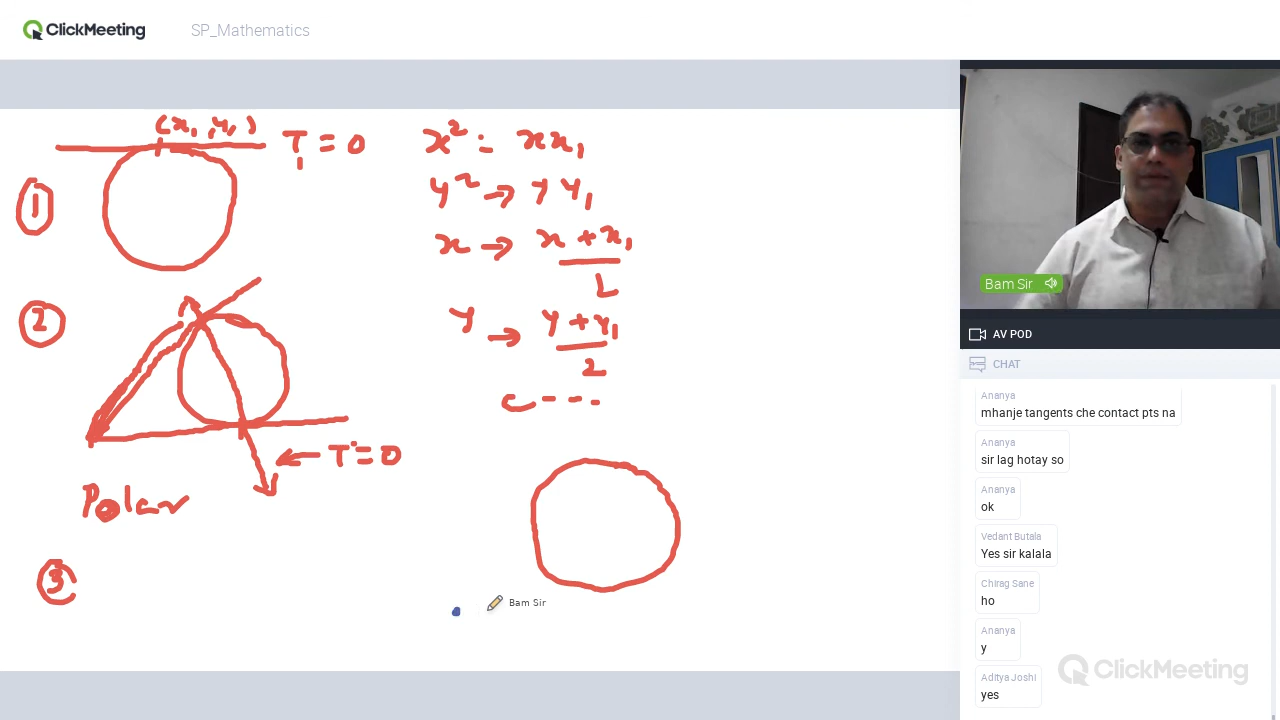 ClickMeeting
SP_Mathematics
(x₁, y₁)
T = 0
1
x² = xx₁
y² → yy₁
x → x + x₁
2
y → y + y₁
2
c - - -
2
T = 0
Polar
3
Bam Sir
Bam Sir
AV POD
CHAT
Ananya
mhanje tangents che contact pts na
Ananya
sir lag hotay so
Ananya
ok
Vedant Butala
Yes sir kalala
Chirag Sane
ho
Ananya
y
Aditya Joshi
yes
ClickMeeting